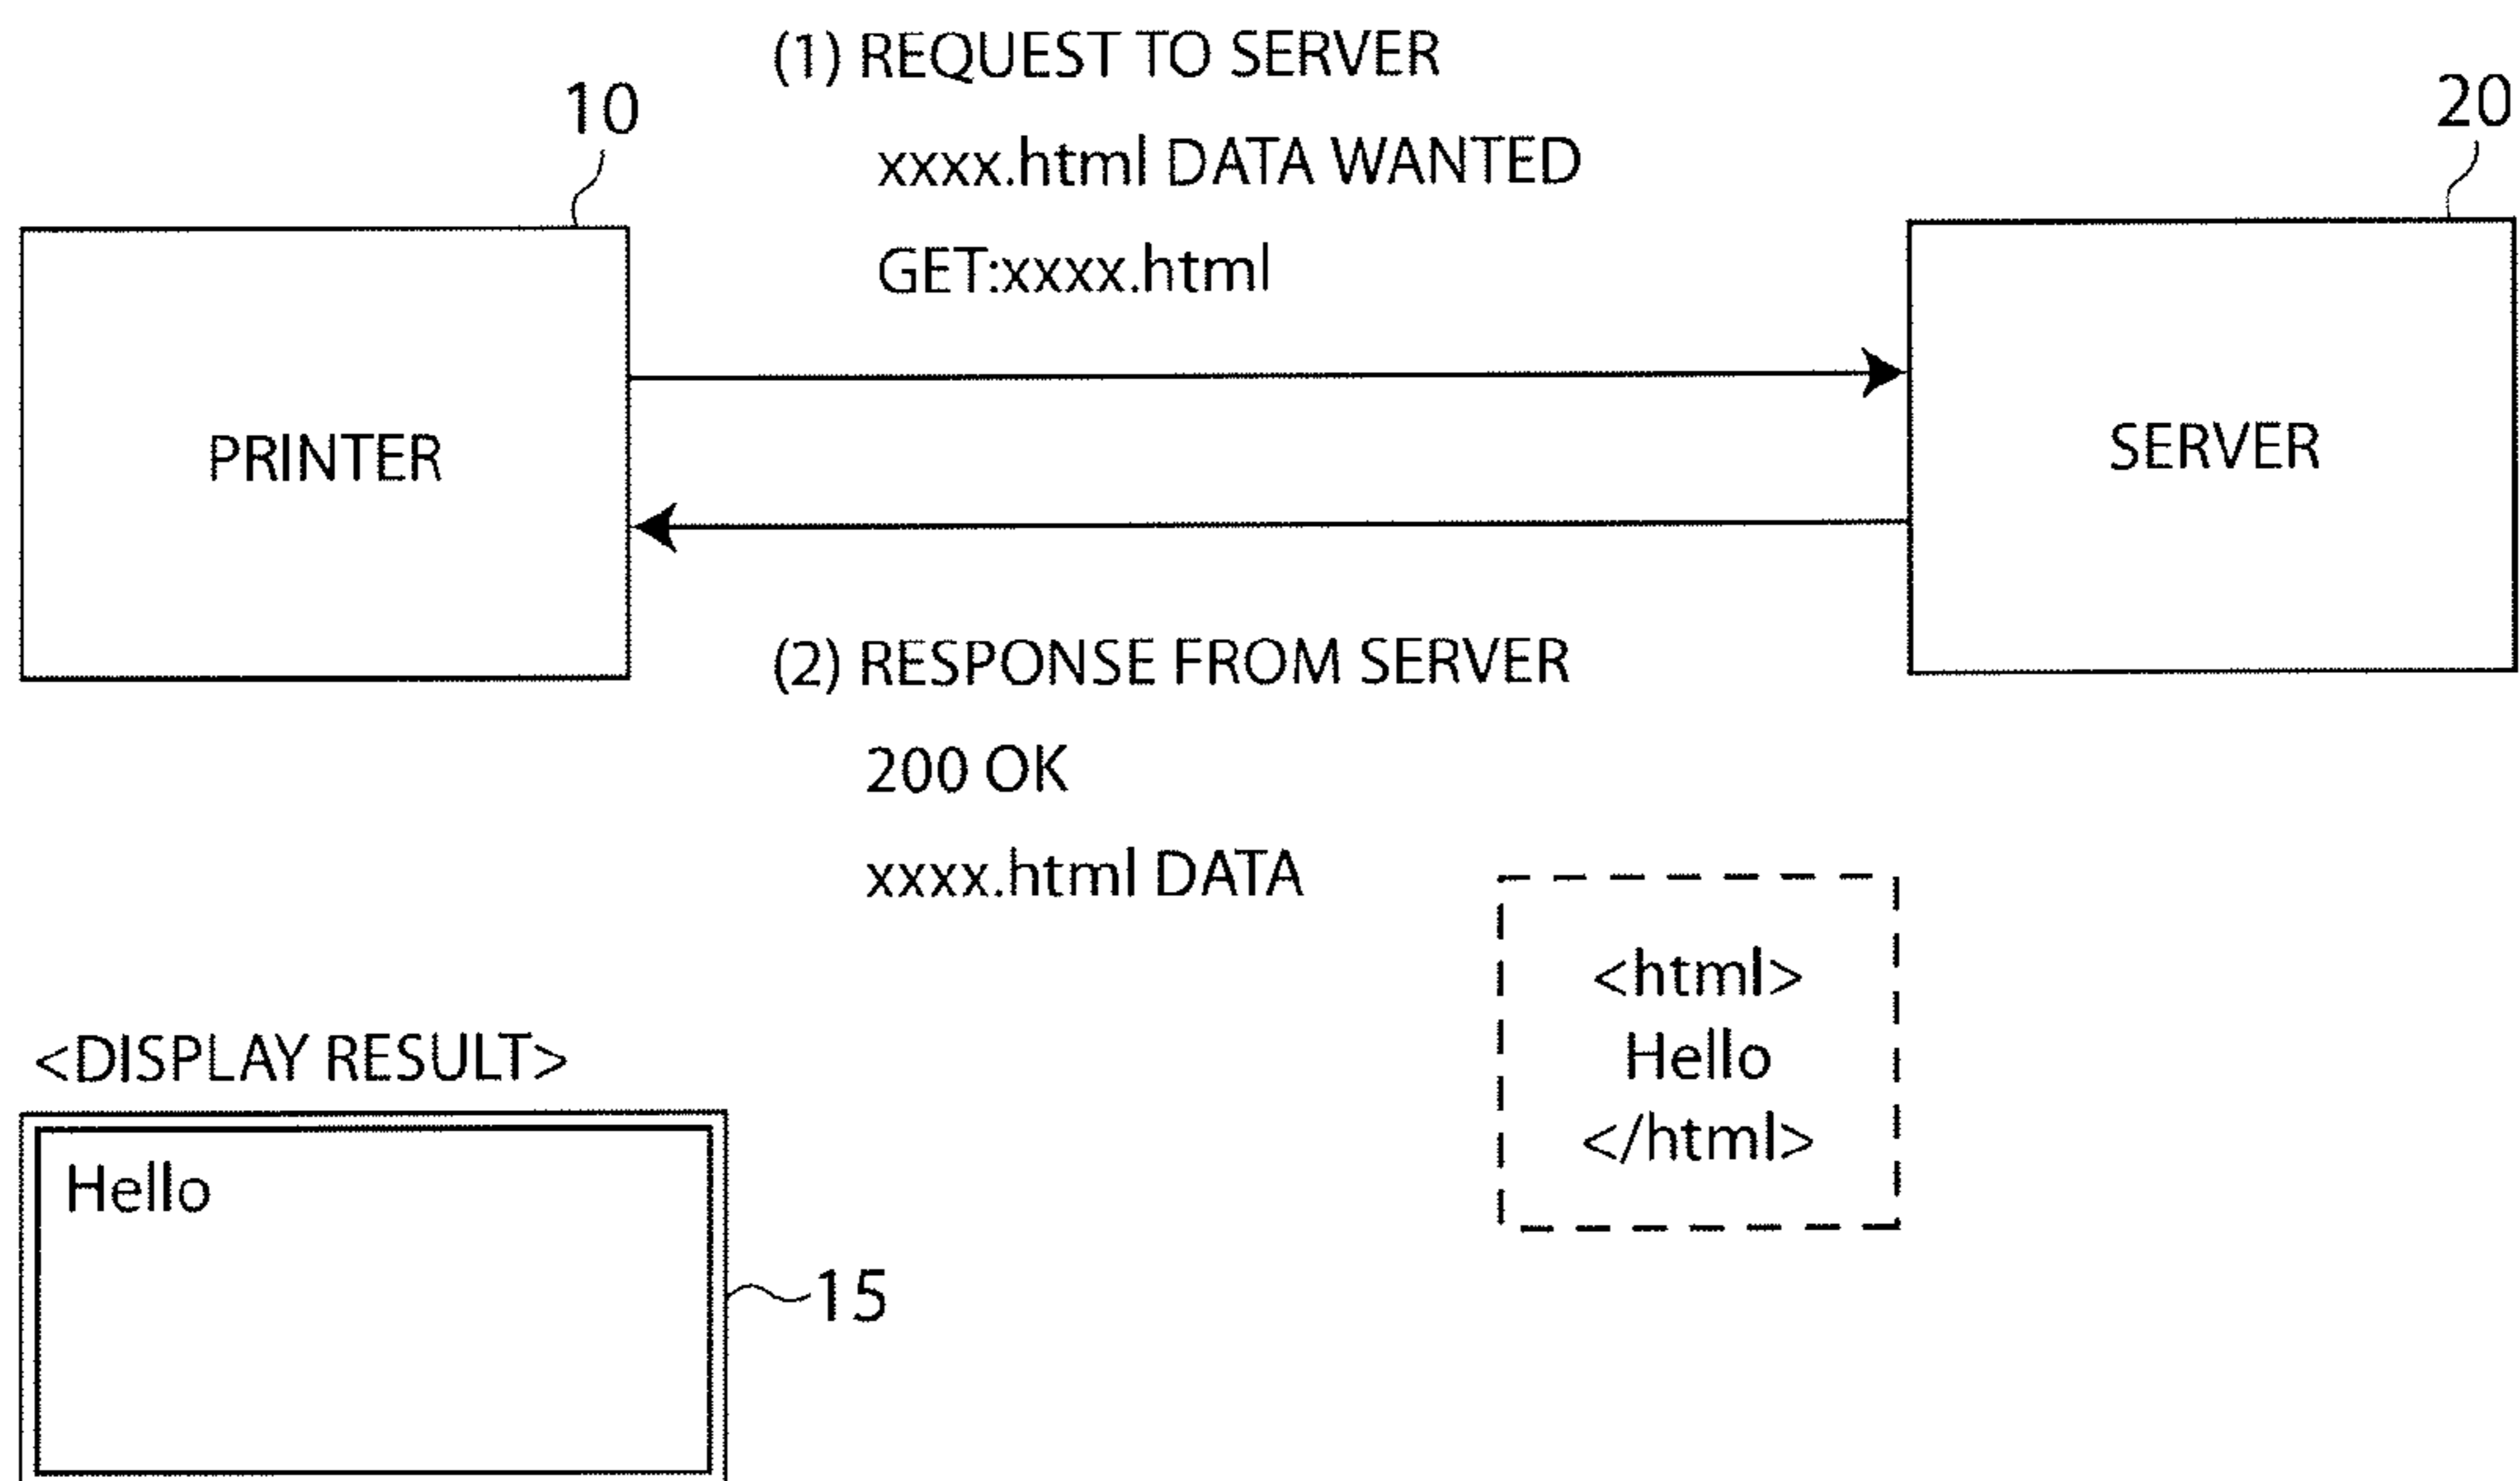 (1) REQUEST TO SERVER
10
20
xxxx.html DATA WANTED
GET:xxxx.html
PRINTER
SERVER
(2) RESPONSE FROM SERVER
200 OK
xxxx.html DATA
<html>
Hello
</html>
<DISPLAY RESULT>
Hello
15